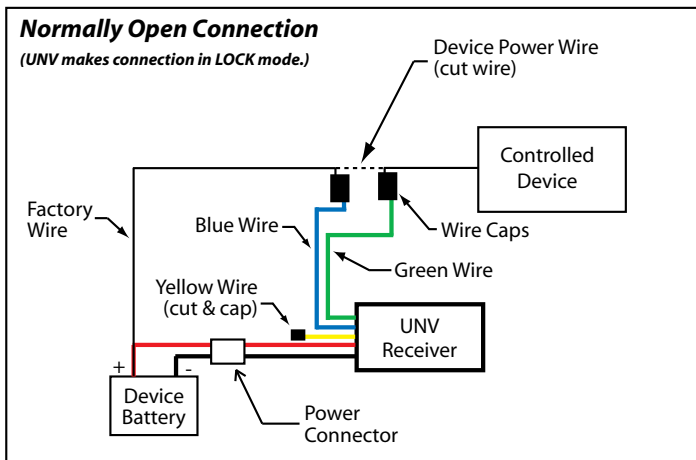 Normally Open Connection
(UNV makes connection in LOCK mode.)
Device Power Wire
(cut wire)
Controlled
Device
Factory
Wire
Blue Wire
Wire Caps
Green Wire
Yellow Wire
(cut & cap)
UNV
Receiver
+
-
Device
Battery
Power
Connector